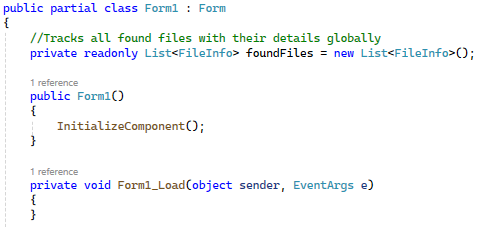 public partial class Form1 : Form
{
//Tracks all found files with their details globally
private readonly List<FileInfo> foundFiles = new List<FileInfo>();
1 reference
public Form1()
{
InitializeComponent();
}
1 reference
private void Form1_Load(object sender, EventArgs e)
{
}